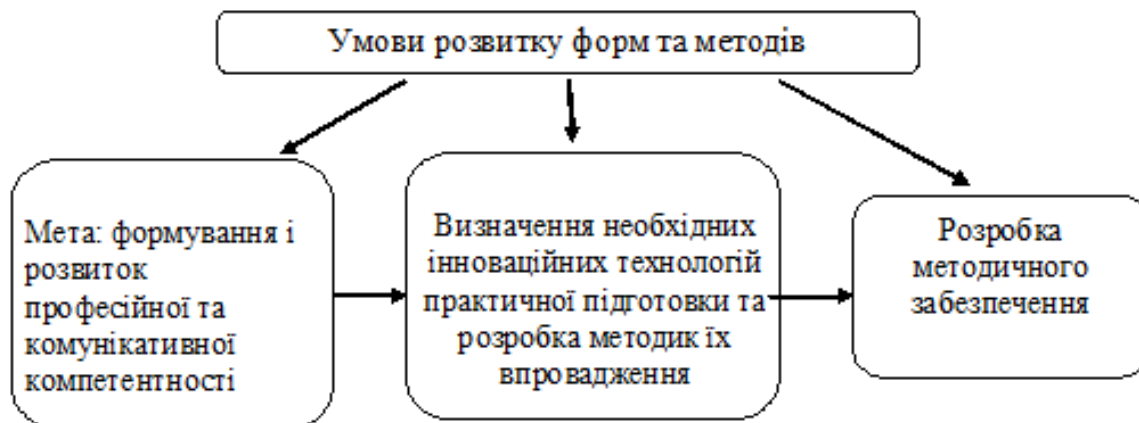 Умови розвитку форм та методів
Мета: формування і
розвиток
професійної та
комунікативної
компетентності
Визначення необхідних
інноваційних технологій
практичної підготовки та
розробка методик їх
впровадження
Розробка
методичного
забезпечення